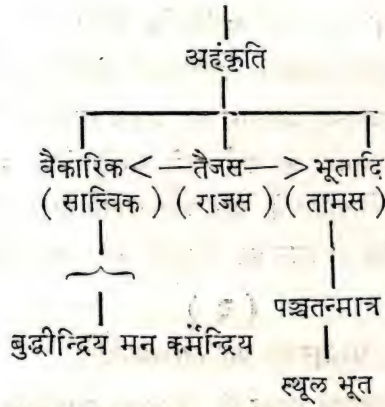 अहंकृति
वैकारिक <— तैजस —> भूतादि
( सात्त्विक ) ( राजस ) ( तामस )
पञ्चतन्मात्र
बुद्धीन्द्रिय मन कर्मेन्द्रिय
स्थूल भूत